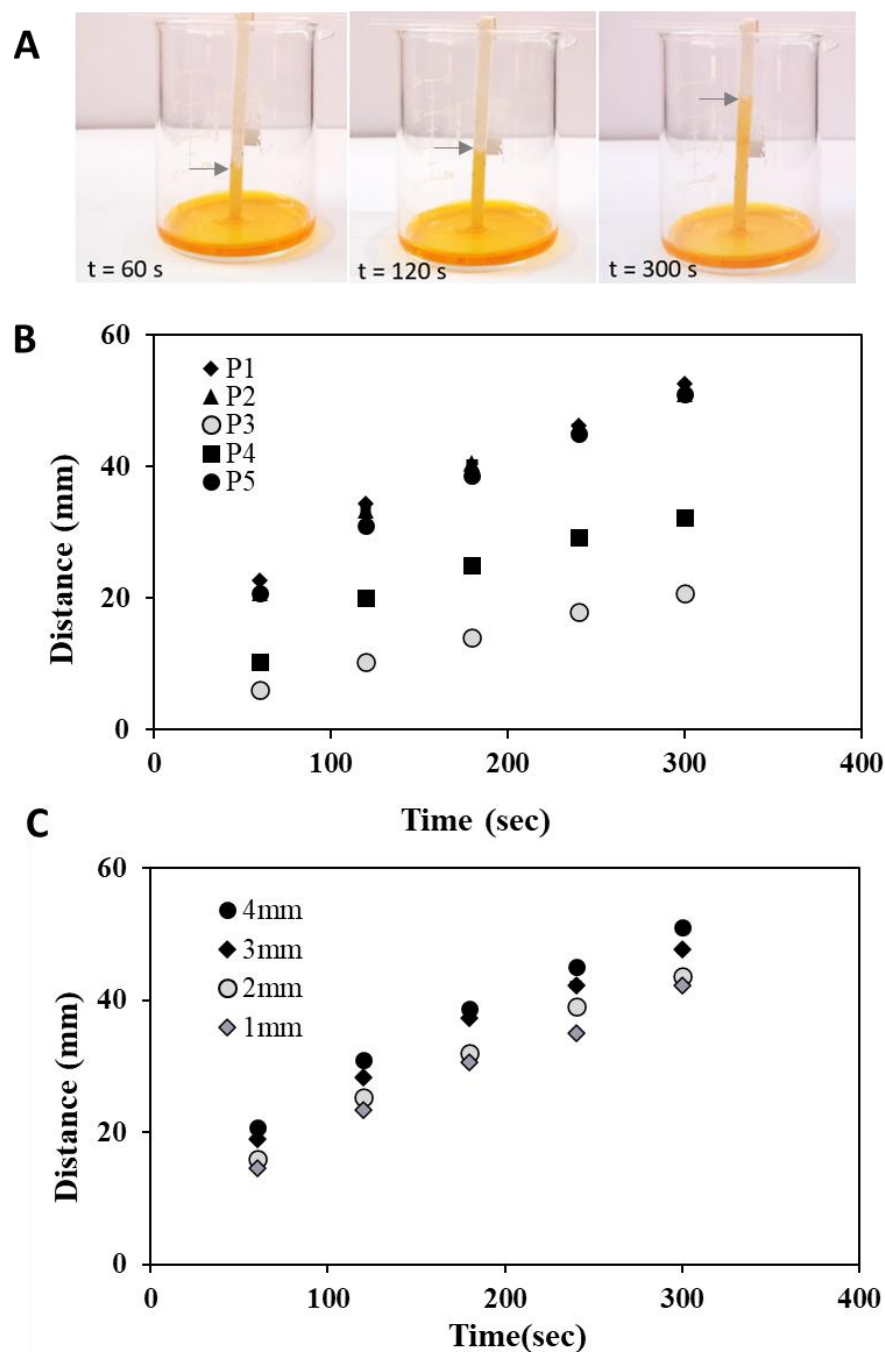 A
t = 60 s
t = 120 s
t = 300 s
B
60
40
20
0
Distance (mm)
P1
P2
P3
P4
P5
0
100
200
300
400
Time (sec)
C
60
40
20
0
Distance (mm)
4mm
3mm
2mm
1mm
0
100
200
300
400
Time(sec)